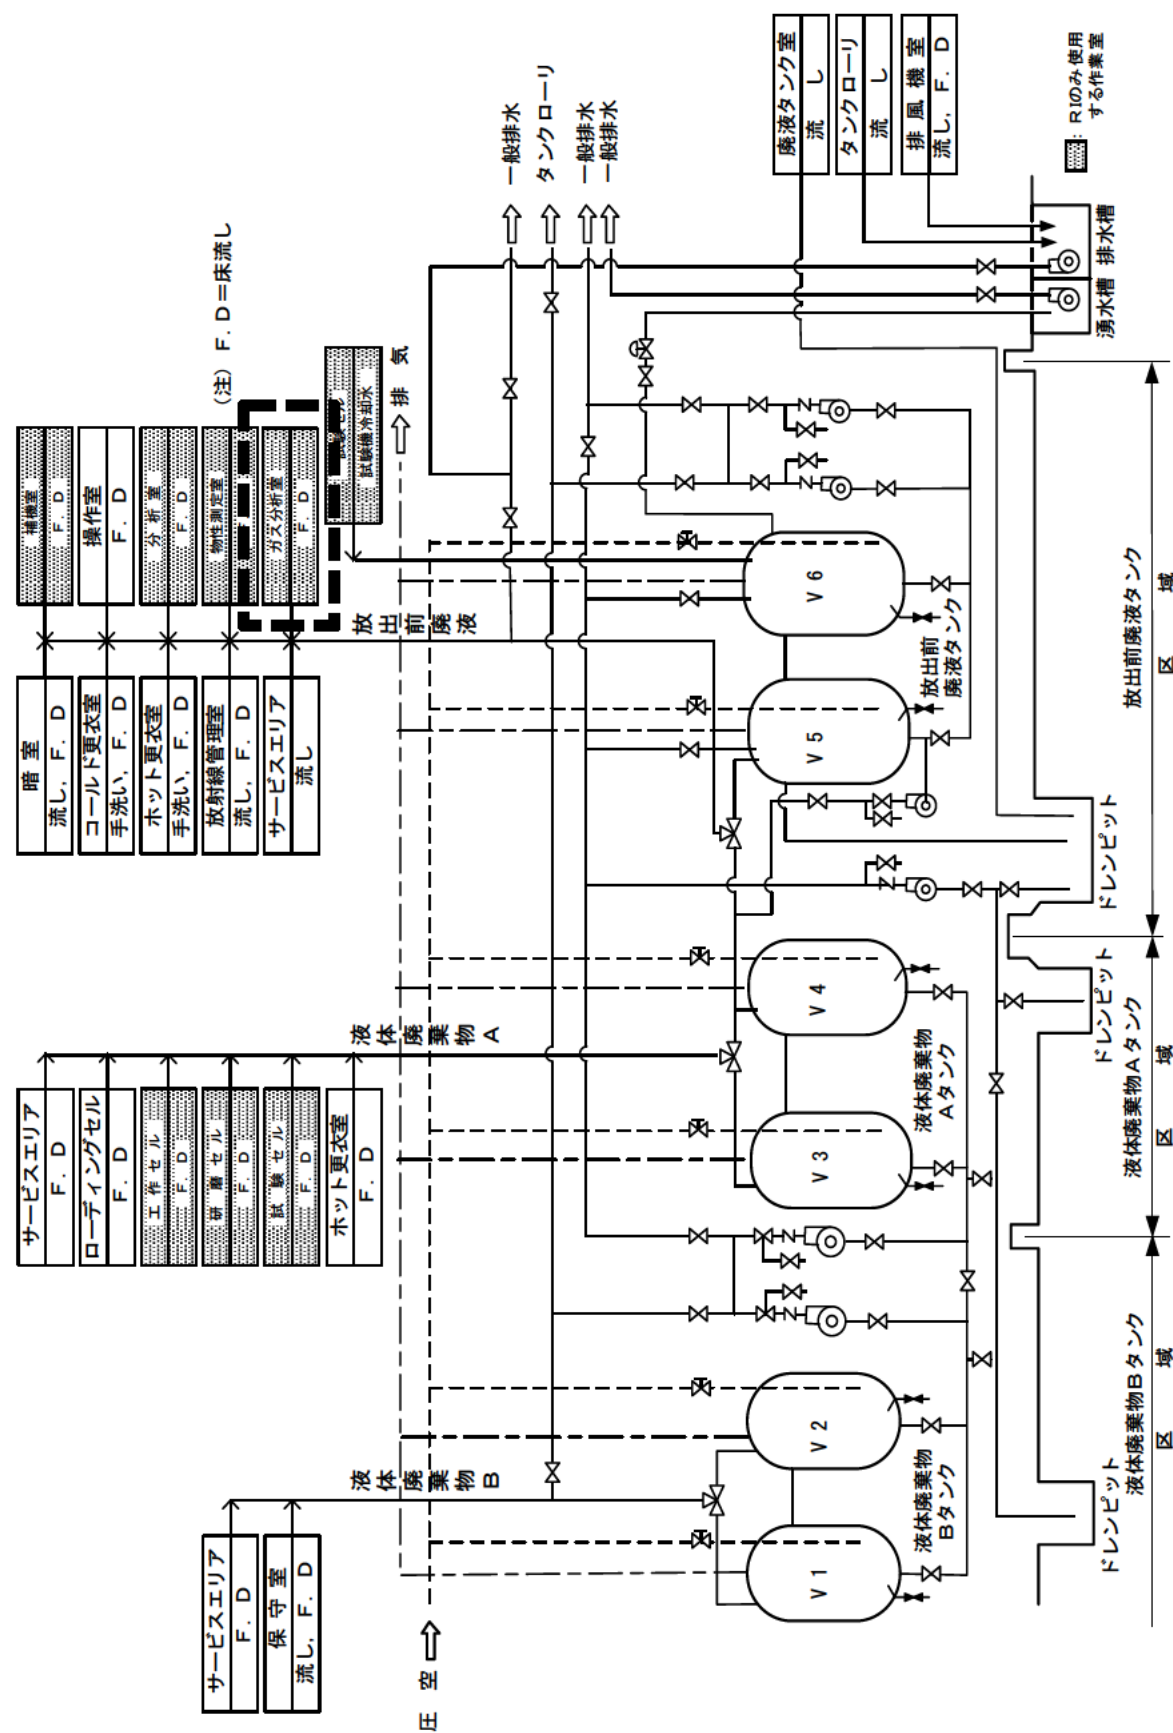 サービスエリア
F. D
保守室
流し, F. D
サービスエリア
F. D
ローディングセル
F. D
工作セル
F. D
研磨セル
F. D
試験セル
F. D
ホット更衣室
F. D
暗室
流し, F. D
コールド更衣室
手洗い, F. D
ホット更衣室
手洗い, F. D
放射線管理室
流し, F. D
サービスエリア
流し
補機室
F. D
操作室
F. D
分析室
F. D
物性測定室
ガス分析室
F. D
試験セル
試験機冷却水
(注) F. D=床流し
液体廃棄物B
液体廃棄物A
放出前廃液
圧空
排気
一般排水
タンクローリ
一般排水
一般排水
廃液タンク室
流し
タンクローリ
流し
排風機室
流し, F. D
V1
V2
V3
V4
V5
V6
液体廃棄物
Bタンク
液体廃棄物
Aタンク
放出前
廃液タンク
ドレンピット
ドレンピット
ドレンピット
湧水槽
排水槽
液体廃棄物Bタンク
区域
液体廃棄物Aタンク
区域
放出前廃液タンク
区域
: RIのみ使用
する作業室